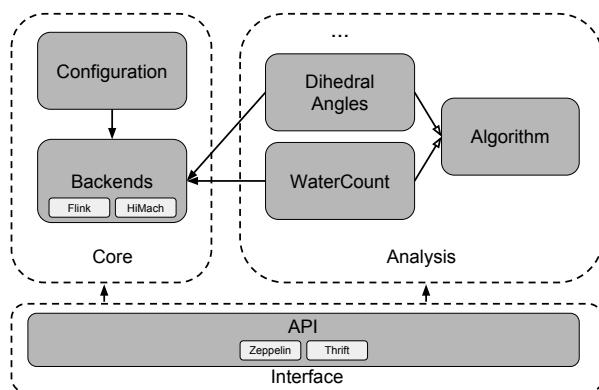 ...
Configuration
Dihedral
Angles
Algorithm
Backends
Flink HiMach
WaterCount
Core
Analysis
API
Zeppelin Thrift
Interface